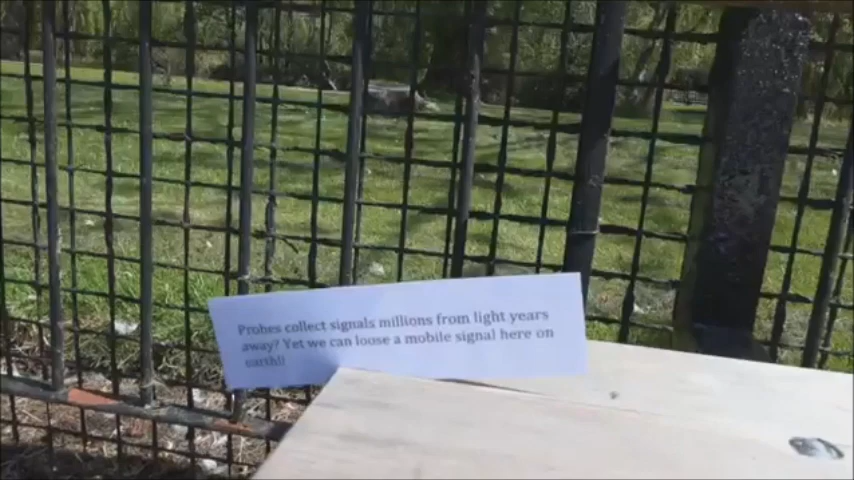 Probes collect signals millions from light years
away? Yet we can loose a mobile signal here on
earth!!